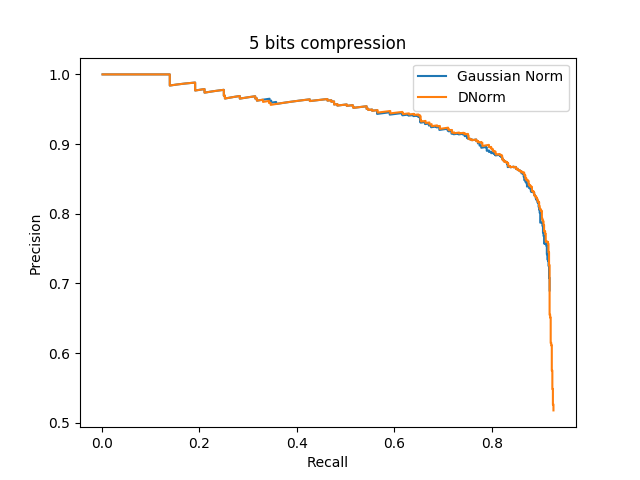 5 bits compression
Gaussian Norm
DNorm
1.0
0.9
0.8
0.7
0.6
0.5
Precision
0.0 0.2 0.4 0.6 0.8
Recall